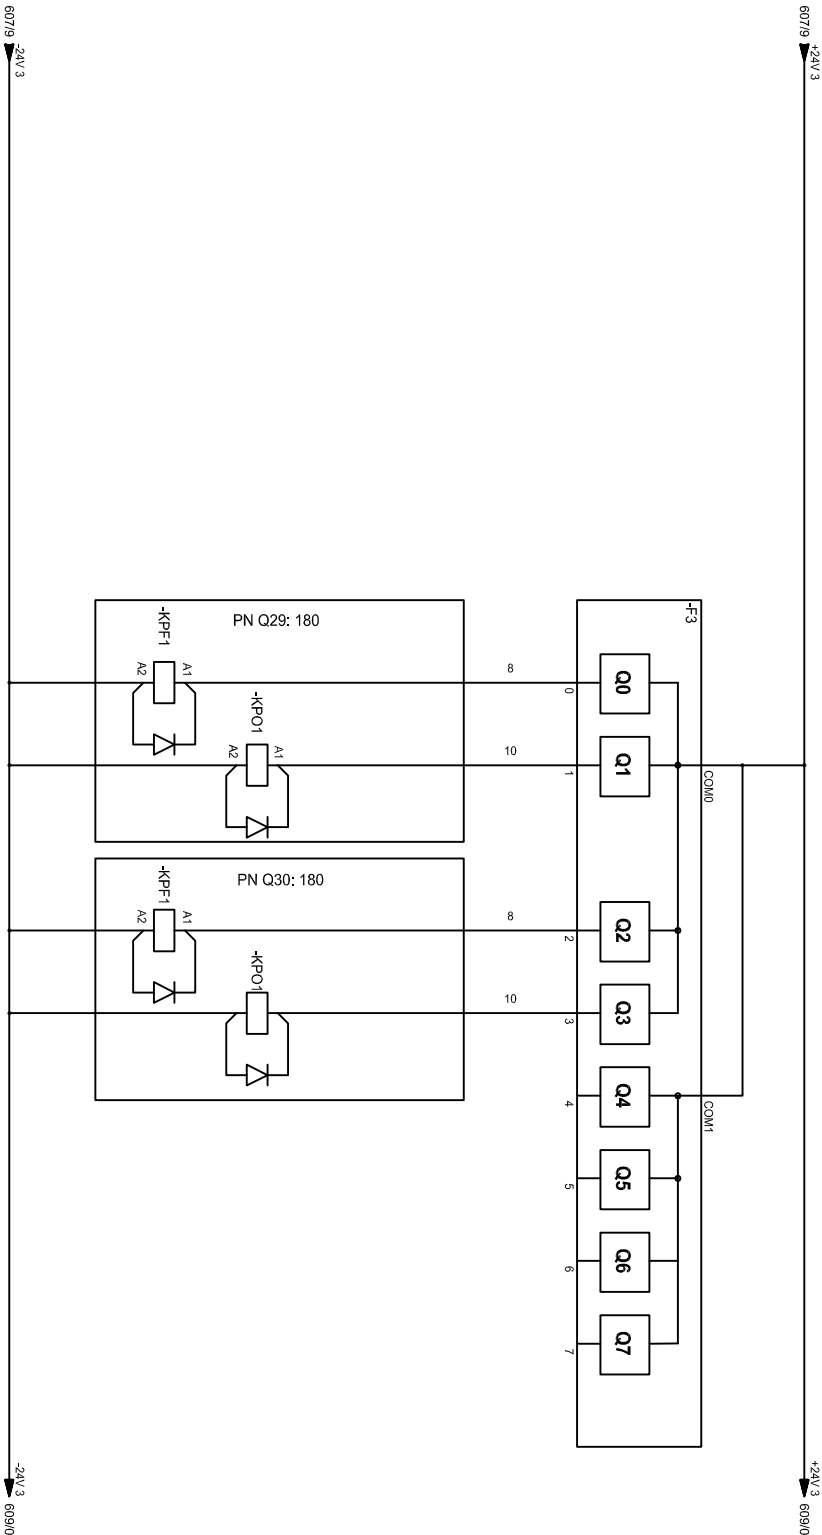 607/9
+24V 3
+24V 3
609/0
-F3
COM0
COM1
Q0
Q1
Q2
Q3
Q4
Q5
Q6
Q7
0
1
2
3
4
5
6
7
8
10
8
10
PN Q29: 180
-KPF1
A1
A2
-KPO1
A1
A2
PN Q30: 180
-KPF1
A1
A2
-KPO1
607/9
-24V 3
-24V 3
609/0